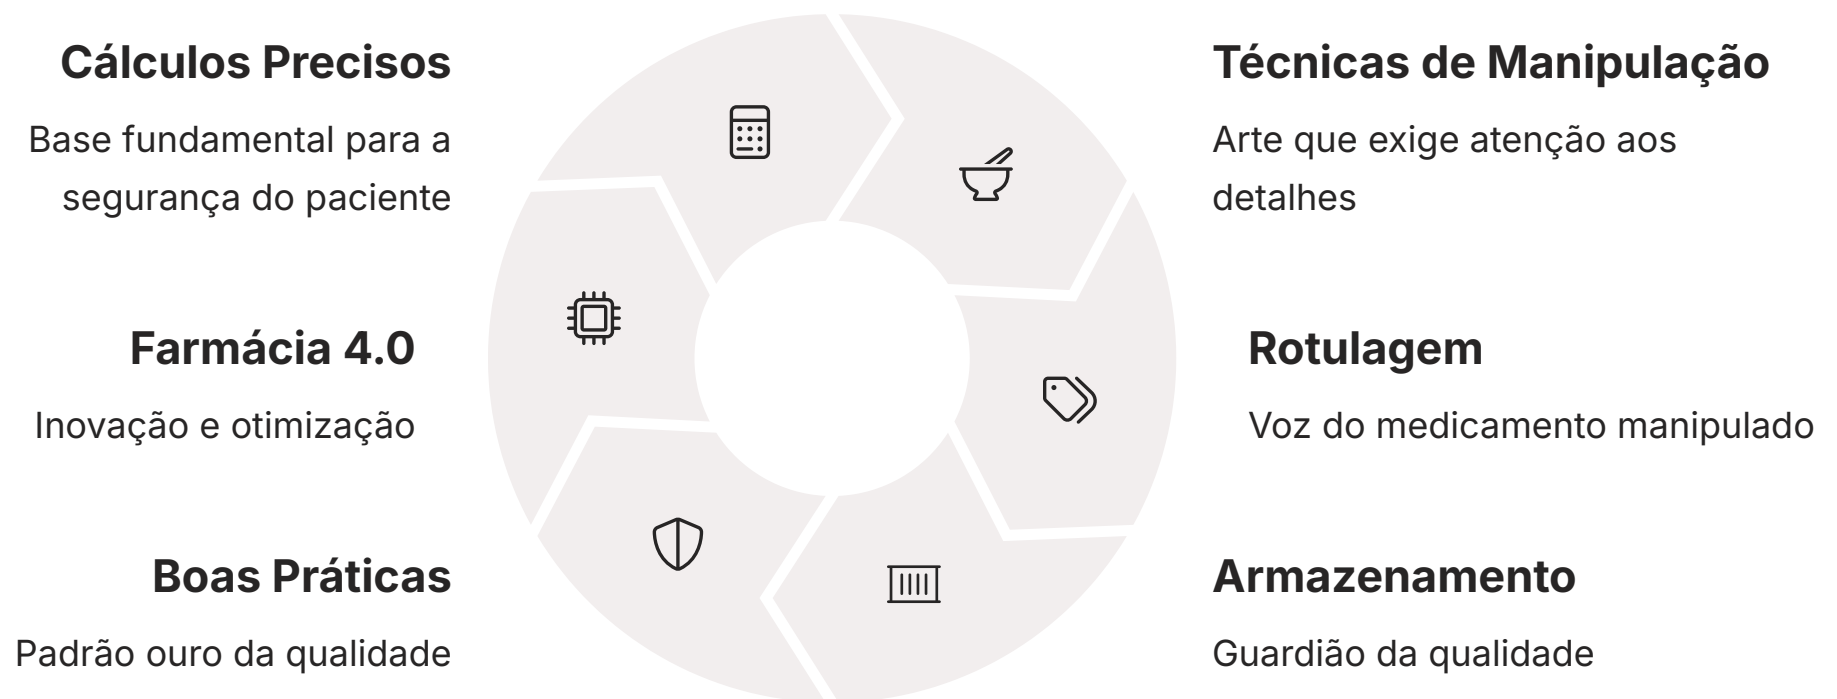 Cálculos Precisos
Base fundamental para a
segurança do paciente
Técnicas de Manipulação
Arte que exige atenção aos
detalhes
Farmácia 4.0
Inovação e otimização
Rotulagem
Voz do medicamento manipulado
Boas Práticas
Padrão ouro da qualidade
Armazenamento
Guardião da qualidade